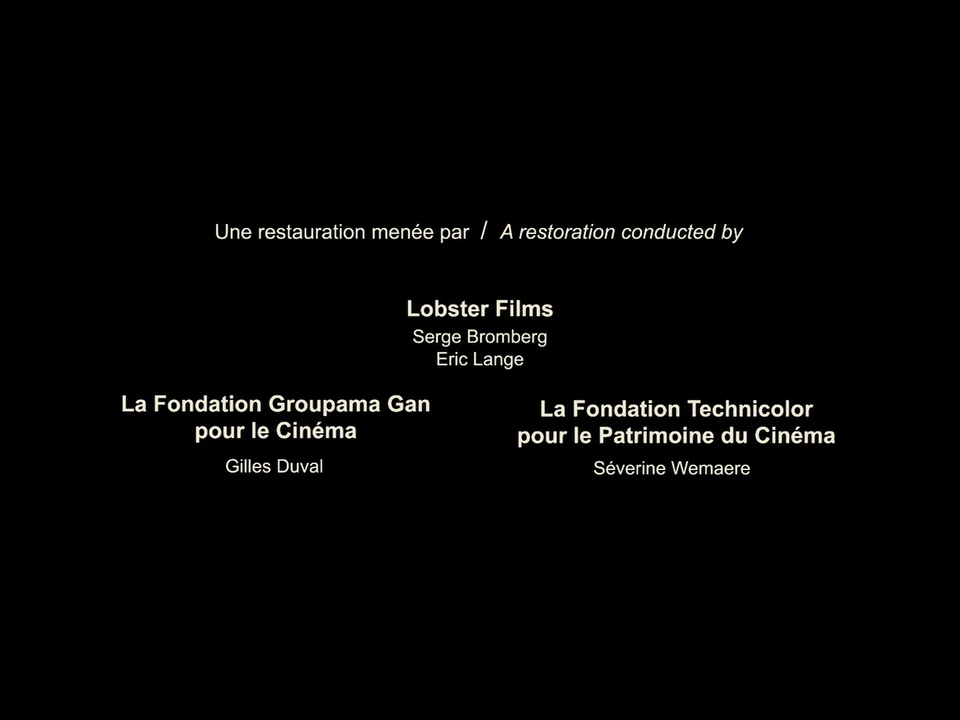 Une restauration menée par / A restoration conducted by
Lobster Films
Serge Bromberg
Eric Lange
La Fondation Groupama Gan
pour le Cinéma
Gilles Duval
La Fondation Technicolor
pour le Patrimoine du Cinéma
Séverine Wemaere